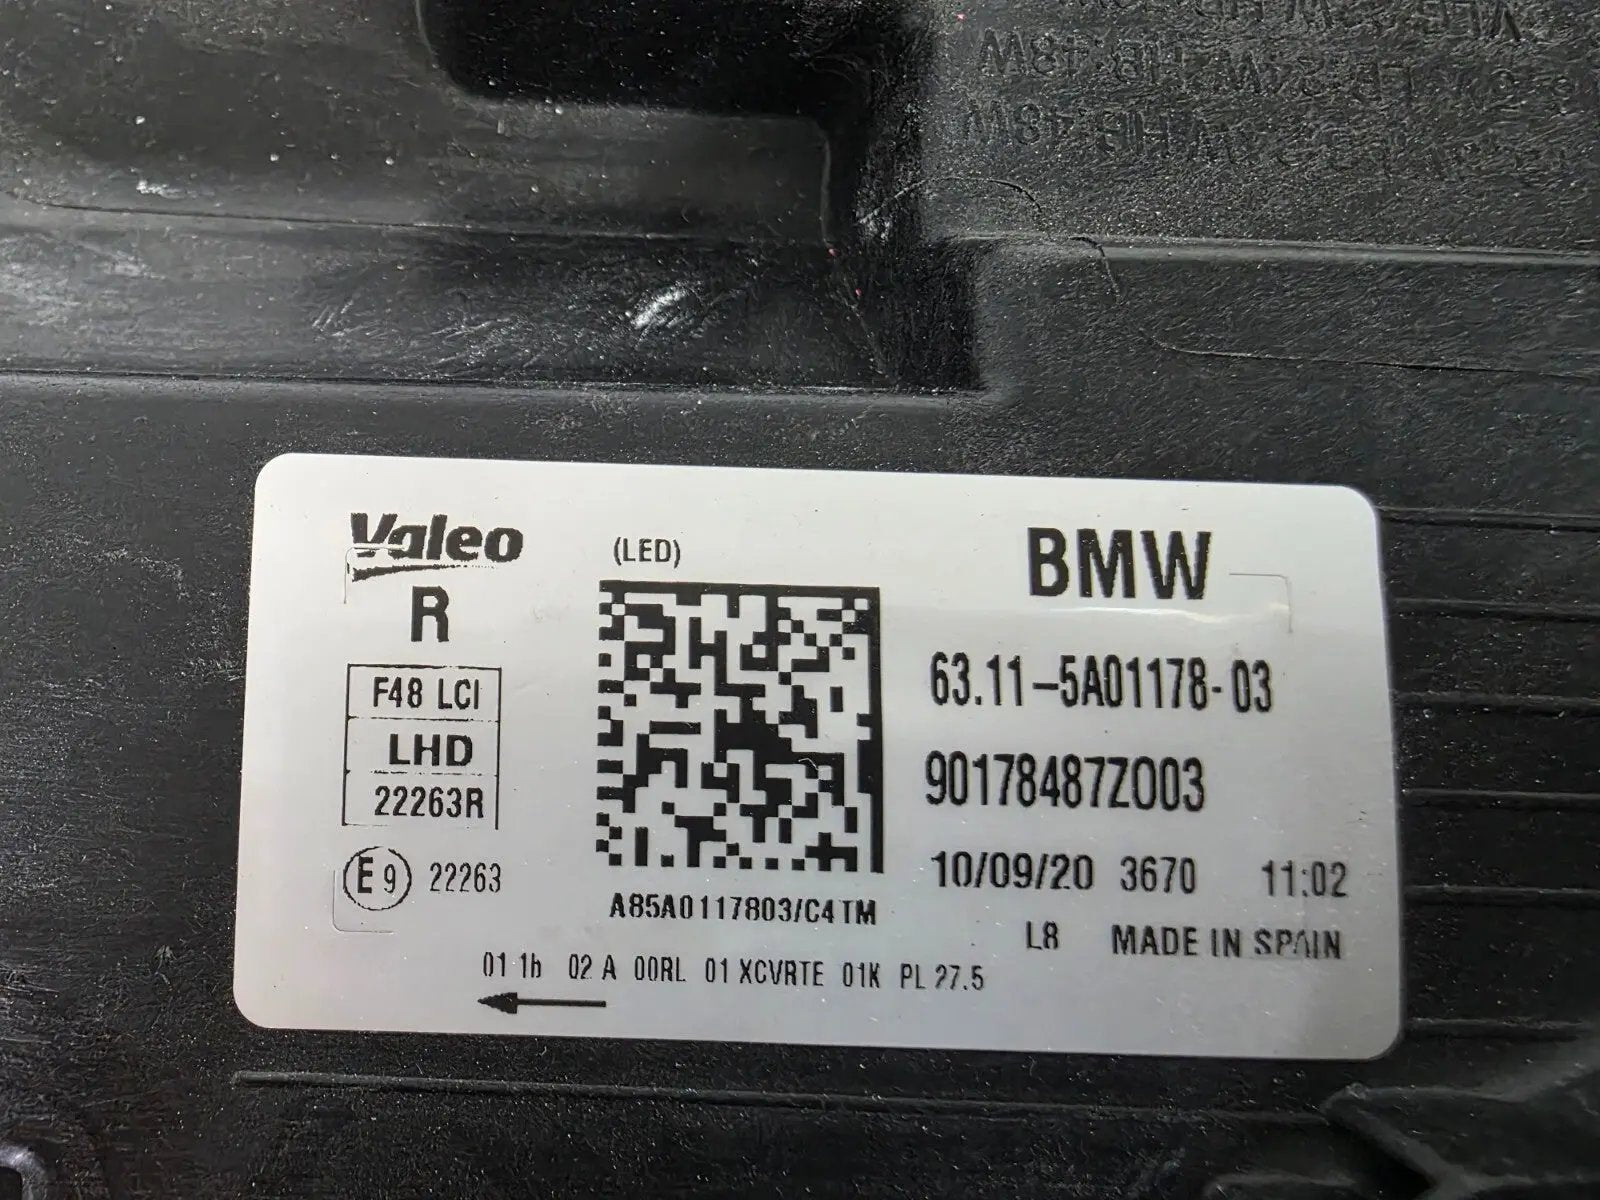 Valeo
R
(LED)
BMW
F48 LCI
LHD
22263R
E9 22263
63.11-5A01178-03
90178487Z003
10/09/20 3670 11:02
L8 MADE IN SPAIN
A85A0117803/C4TM
01 1b 02 A 00RL 01 XCVRTE 01K PL 27.5